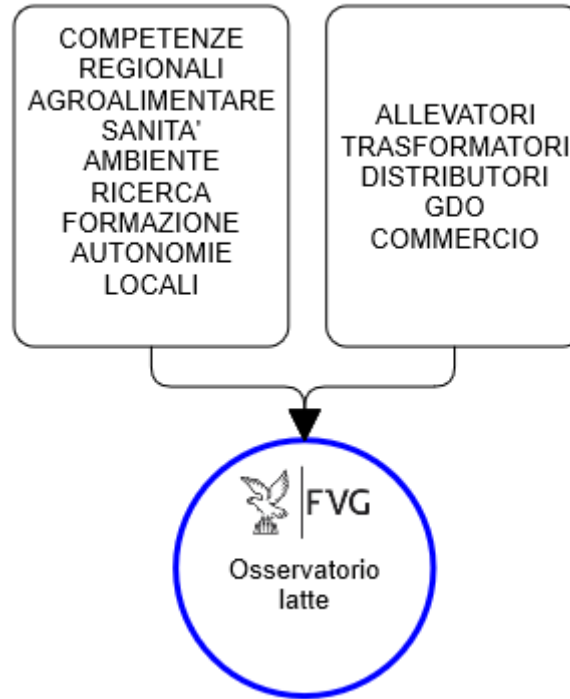 COMPETENZE
REGIONALI
AGROALIMENTARE
SANITA'
AMBIENTE
RICERCA
FORMAZIONE
AUTONOMIE
LOCALI
ALLEVATORI
TRASFORMATORI
DISTRIBUTORI
GDO
COMMERCIO
FVG
Osservatorio
latte